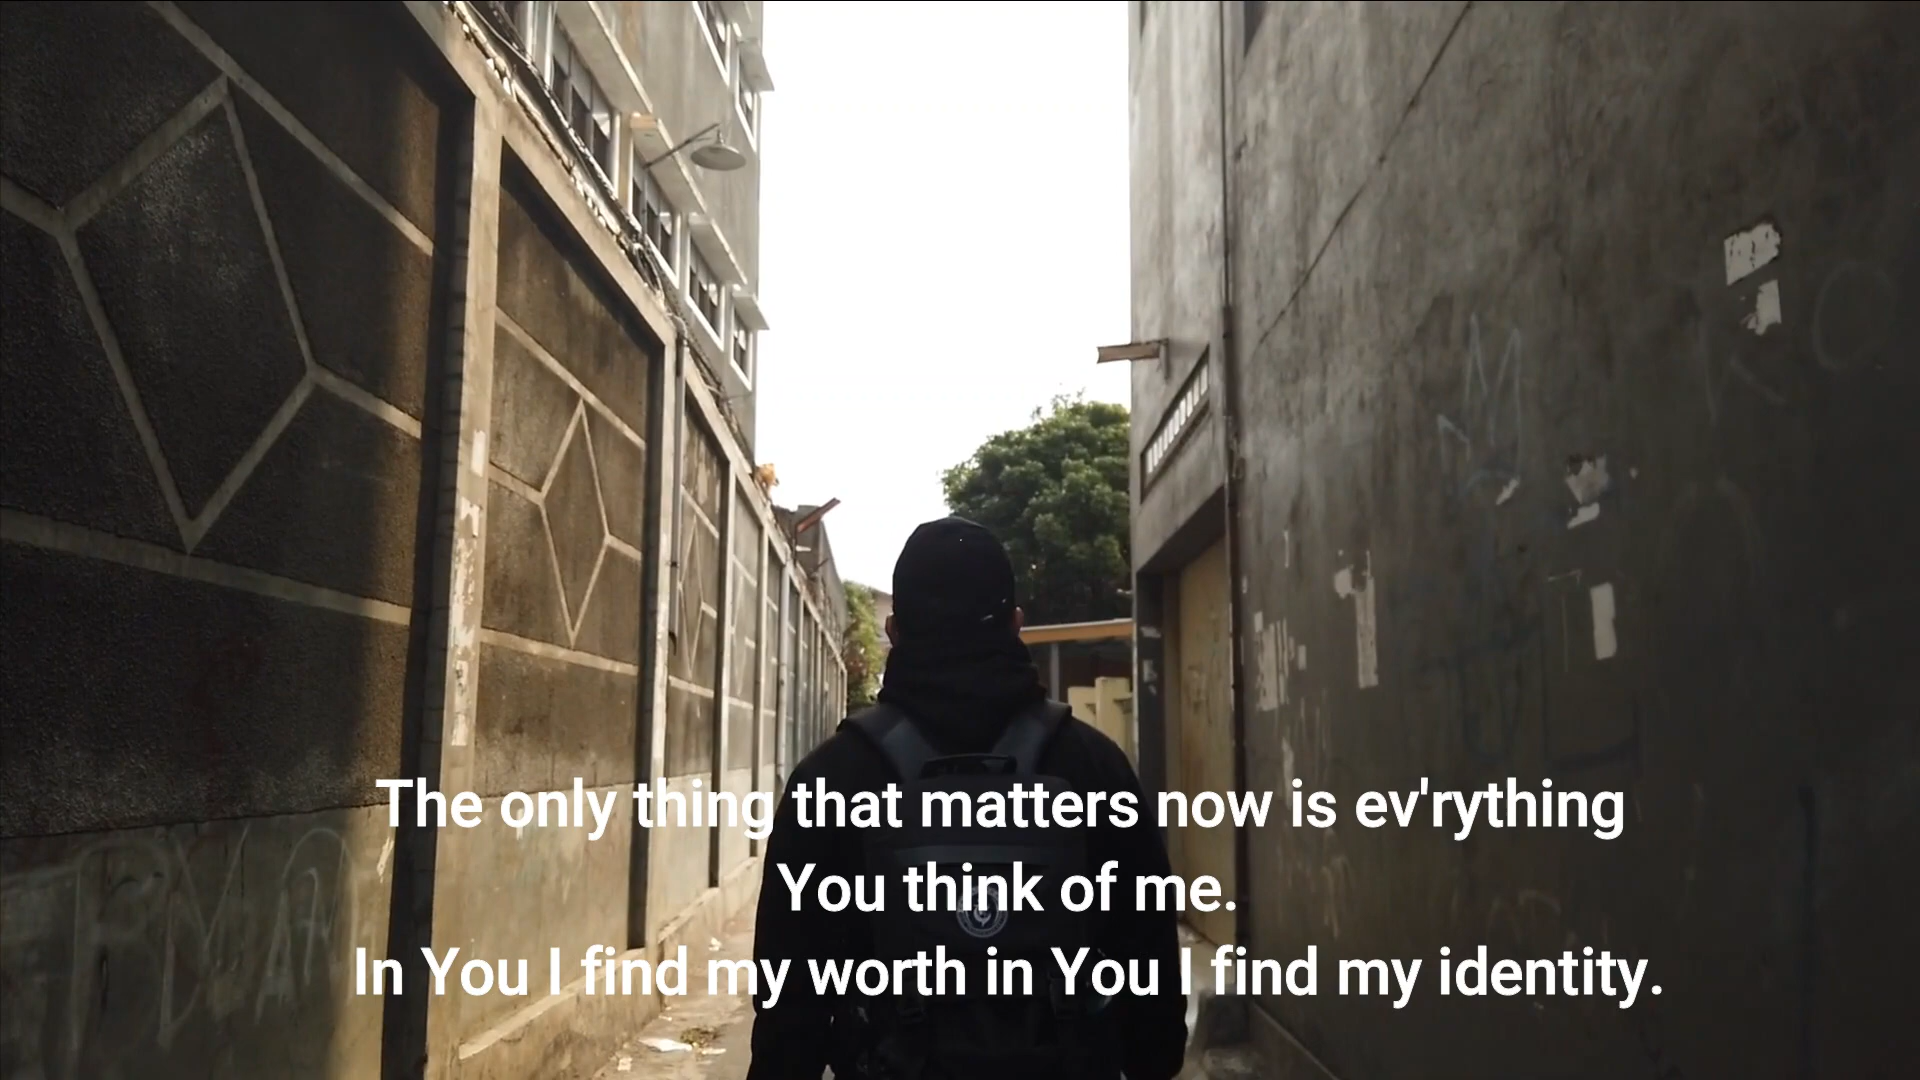 The only thing that matters now is ev'rything
You think of me.
In You I find my worth in You I find my identity.